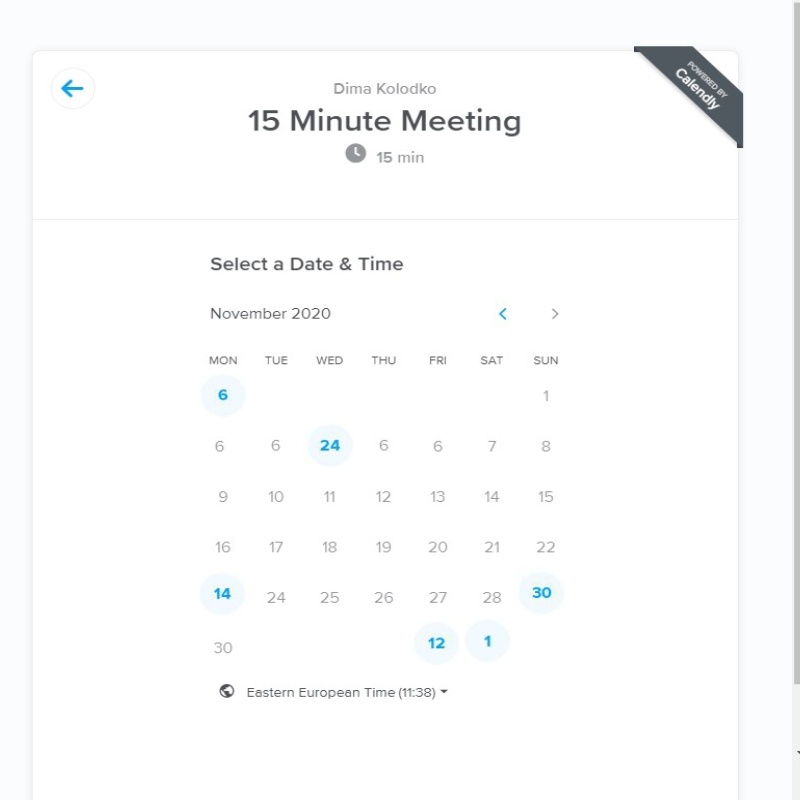 POWERED BY
Calendly
Dima Kolodko
15 Minute Meeting
15 min
Select a Date & Time
November 2020
MON TUE WED THU FRI SAT SUN
6 1
6 6 24 6 6 7 8
9 10 11 12 13 14 15
16 17 18 19 20 21 22
14 24 25 26 27 28 30
30 12 1
Eastern European Time (11:38)